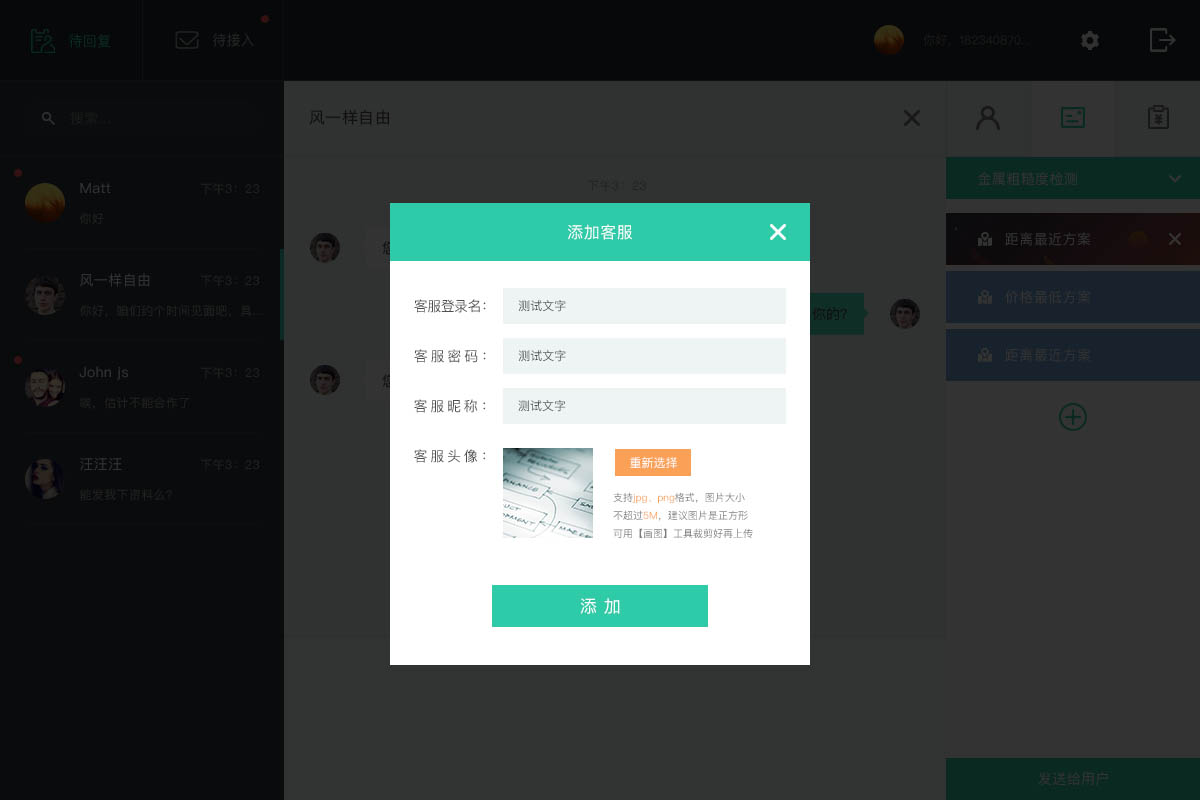 待回复
待接入
你好，182340870...
搜索...
风一样自由
Matt
下午3：23
你好
风一样自由
下午3：23
你好，咱们约个时间见面吧，具...
John js
下午3：23
噢，估计不能合作了
汪汪汪
下午3：23
能发我下资料么？
下午3：23
你的？
添加客服
客服登录名：
测试文字
客服密码：
测试文字
客服昵称：
测试文字
客服头像：
重新选择
支持jpg、png格式，图片大小
不超过5M，建议图片是正方形
可用【画图】工具裁剪好再上传
添 加
金属粗糙度检测
距离最近方案
价格最低方案
距离最近方案
发送给用户